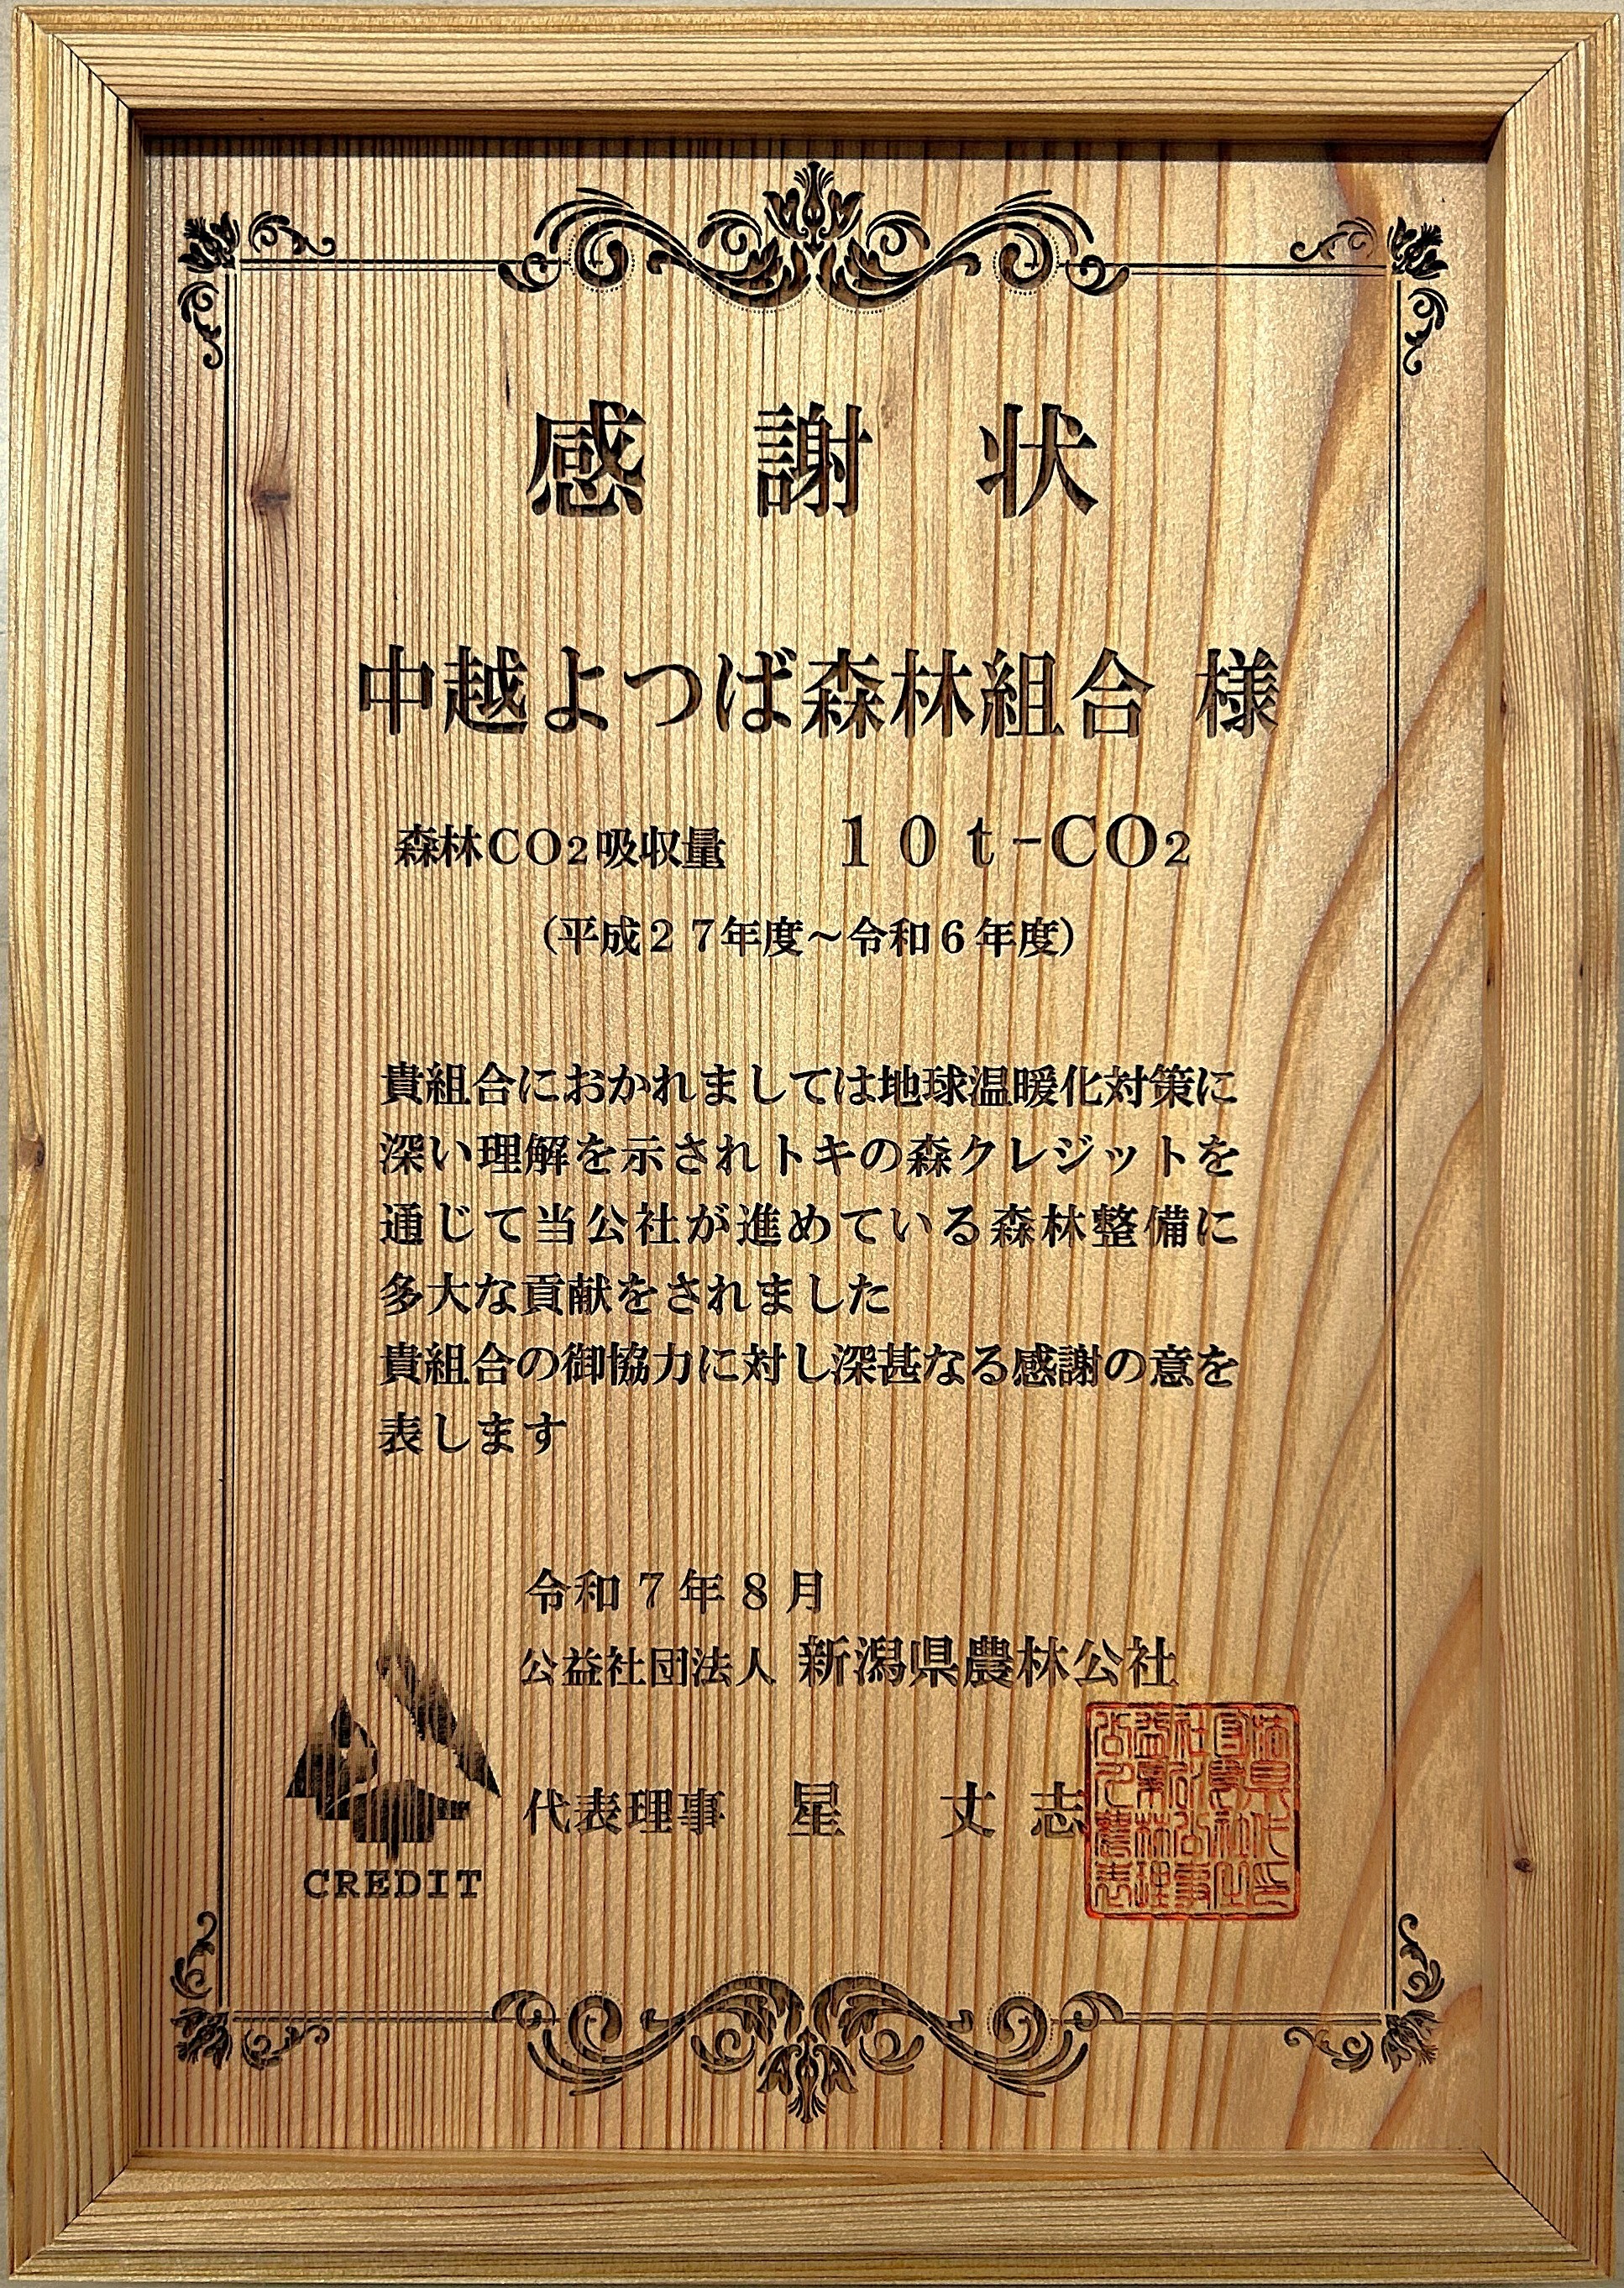 感謝状
中越よつば森林組合 様
森林CO2吸収量 10t-CO2
(平成27年度～令和6年度)
貴組合におかれましては地球温暖化対策に
深い理解を示されトキの森クレジットを
通じて当公社が進めている森林整備に
多大な貢献をされました
貴組合の御協力に対し深甚なる感謝の意を
表します
令和7年8月
公益社団法人 新潟県農林公社
代表理事 星 丈志
CREDIT